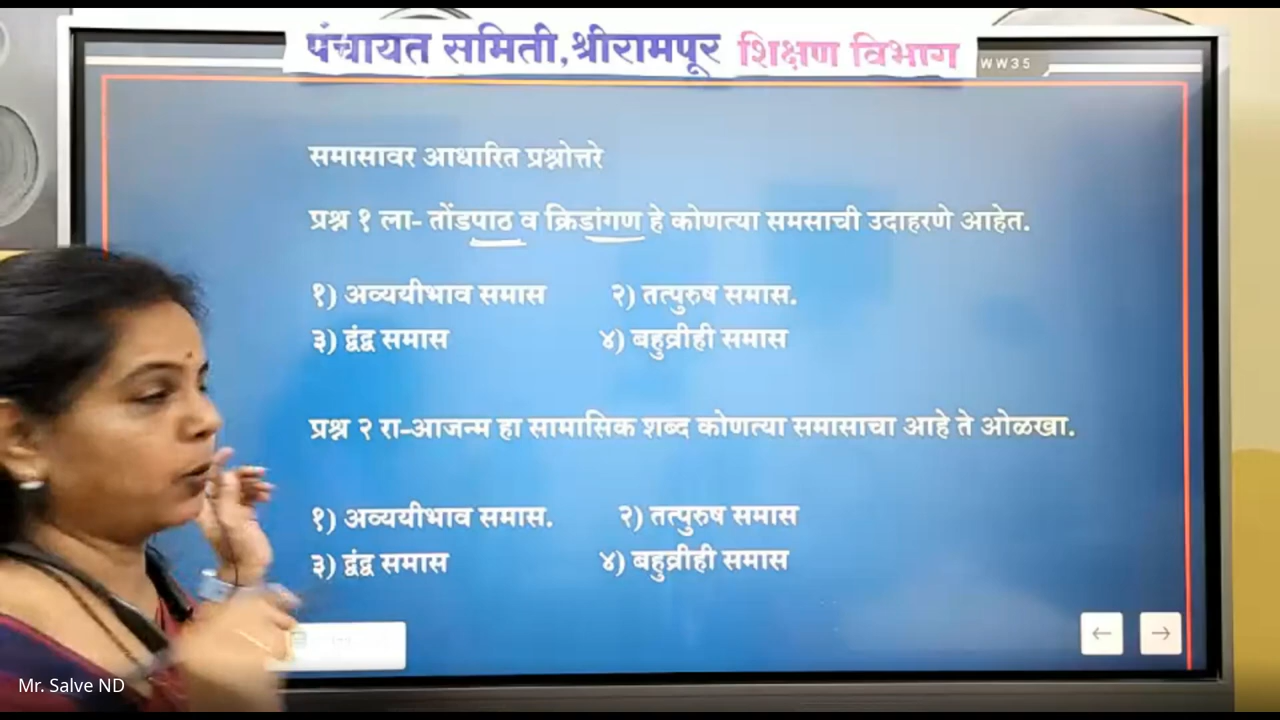 पंचायत समिती,श्रीरामपूर शिक्षण विभाग
WW35
समासावर आधारित प्रश्नोत्तरे
प्रश्न १ ला- तोंडपाठ व क्रिडांगण हे कोणत्या समसाची उदाहरणे आहेत.
१) अव्ययीभाव समास २) तत्पुरुष समास.
३) द्वंद्व समास ४) बहुव्रीही समास
प्रश्न २ रा-आजन्म हा सामासिक शब्द कोणत्या समासाचा आहे ते ओळखा.
१) अव्ययीभाव समास. २) तत्पुरुष समास
३) द्वंद्व समास ४) बहुव्रीही समास
Mr. Salve ND